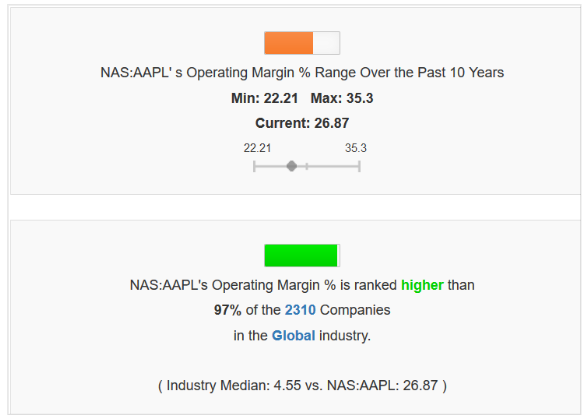 NAS:AAPL' s Operating Margin % Range Over the Past 10 Years
Min: 22.21 Max: 35.3
Current: 26.87
22.21 35.3
NAS:AAPL's Operating Margin % is ranked higher than
97% of the 2310 Companies
in the Global industry.
( Industry Median: 4.55 vs. NAS:AAPL: 26.87 )